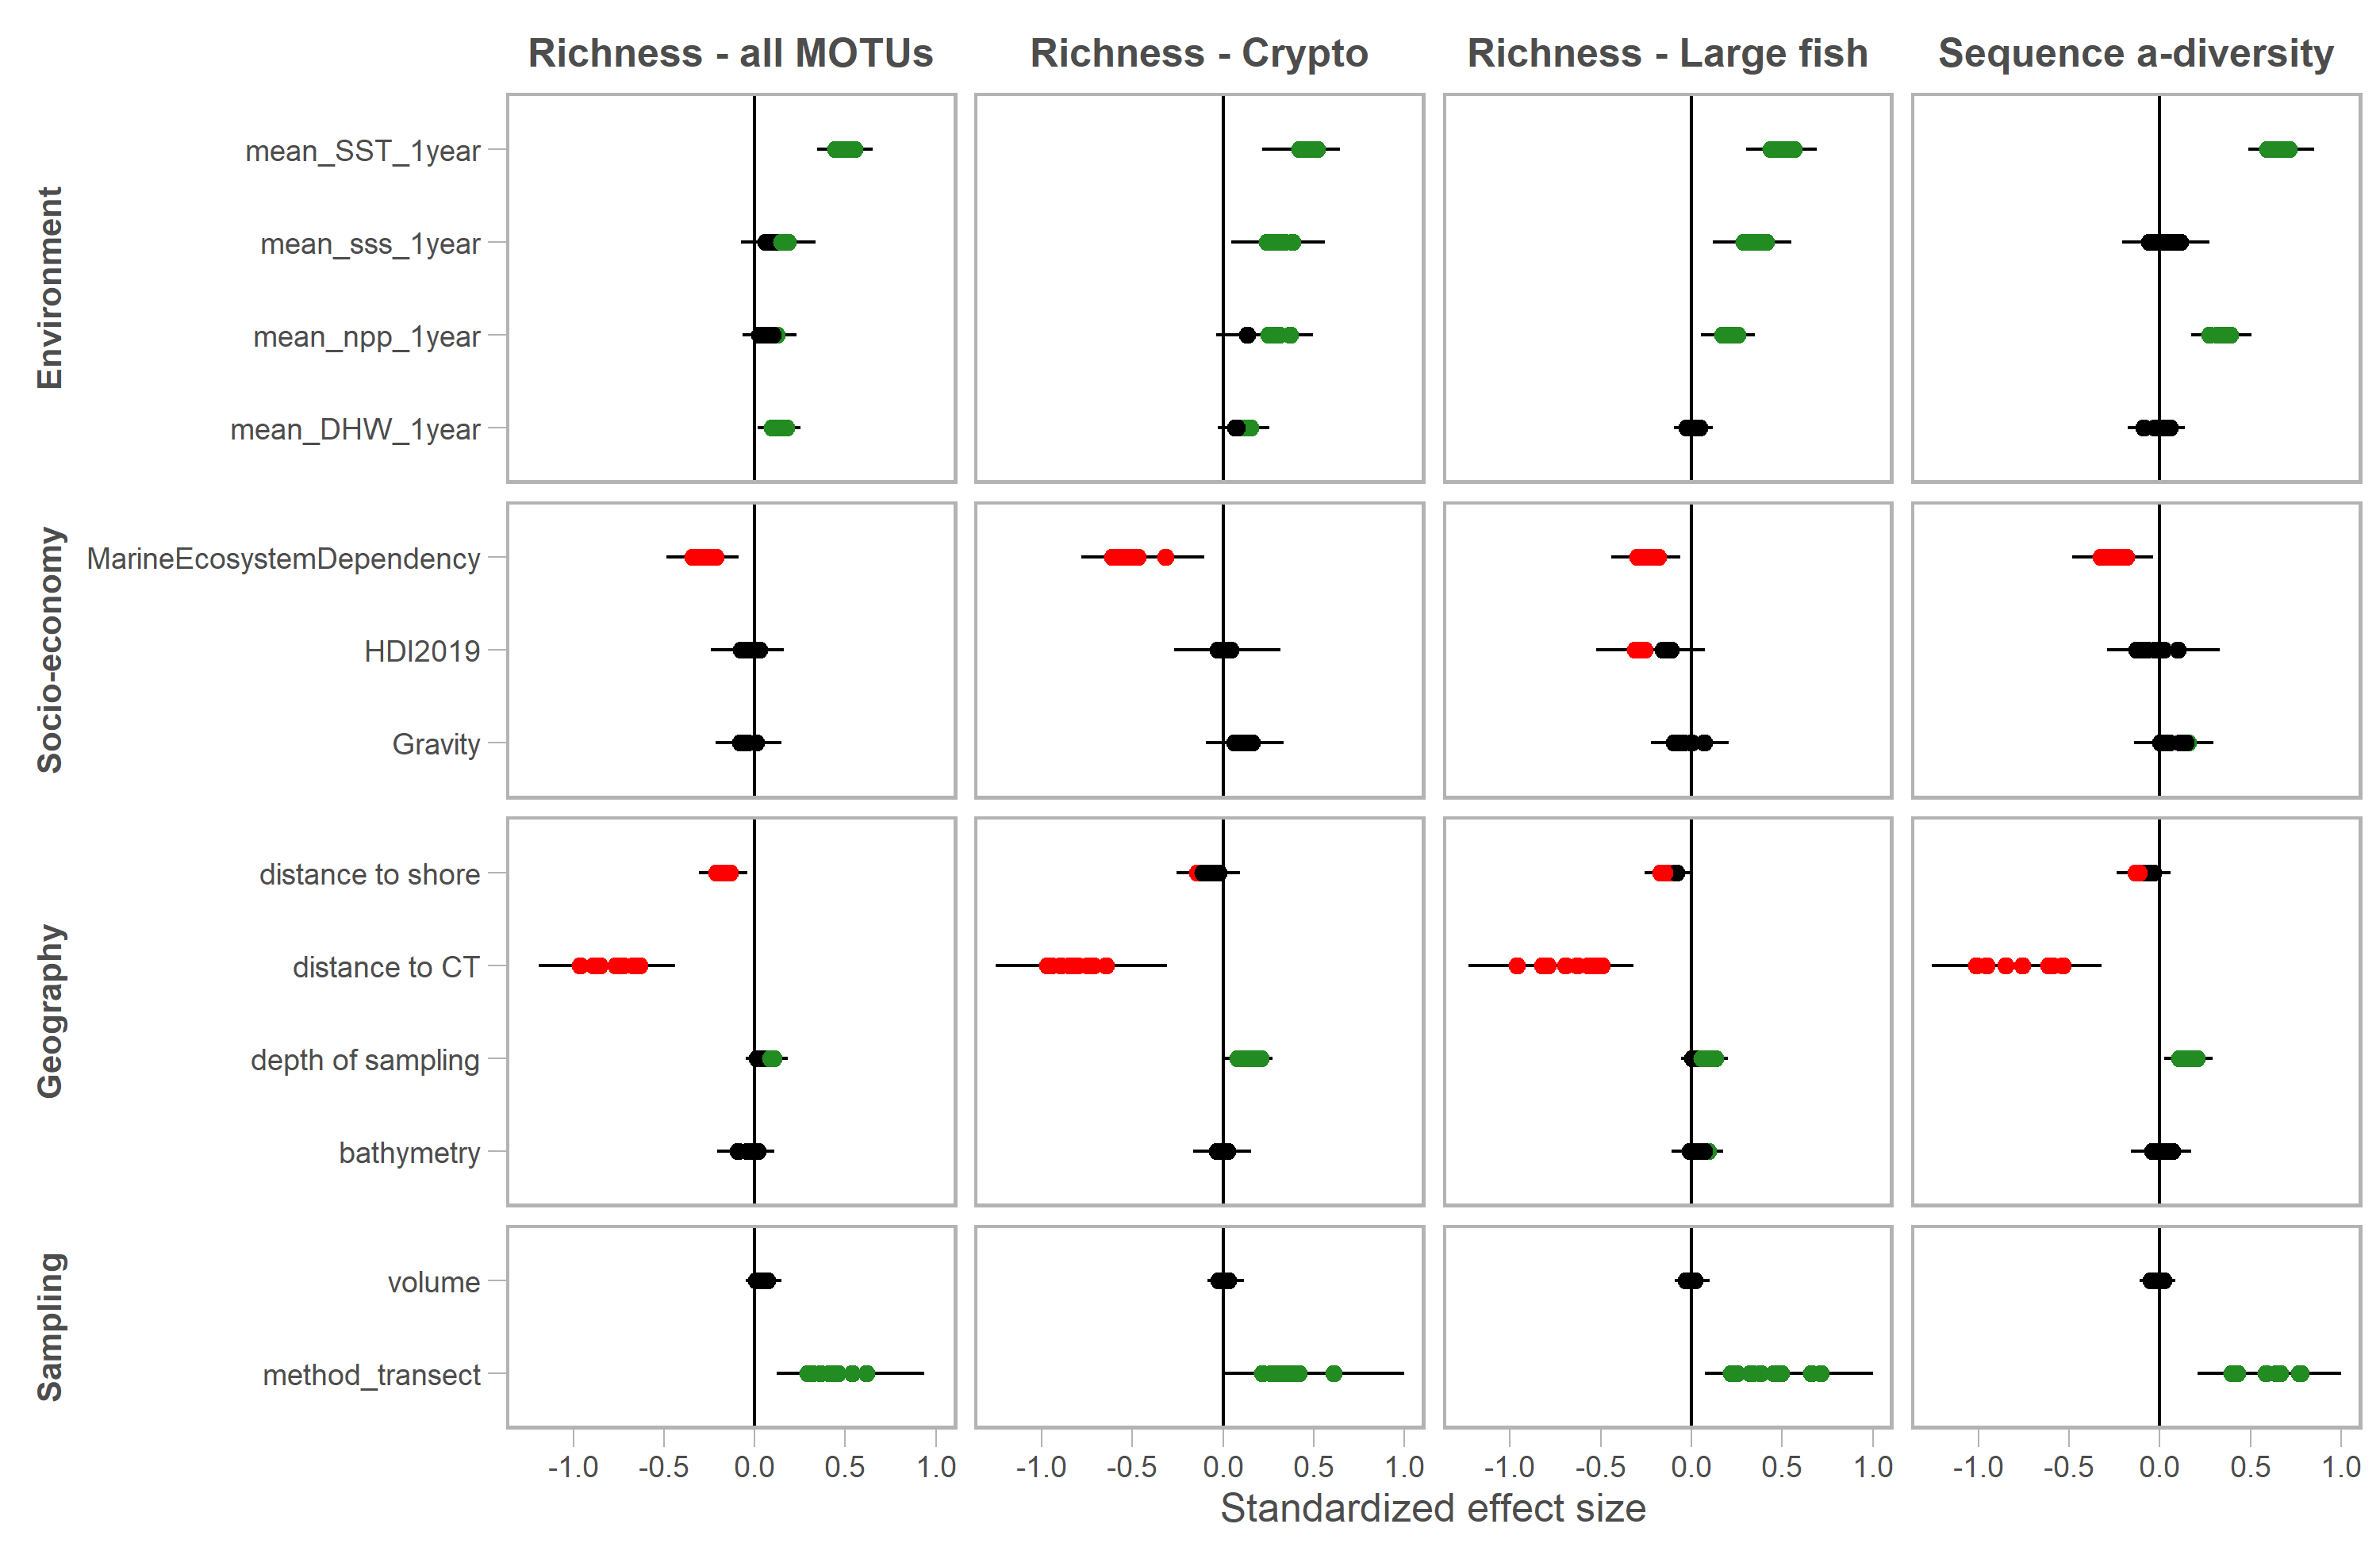 Richness - all MOTUs
Richness - Crypto
Richness - Large fish
Sequence a-diversity
Environment
mean_SST_1year
mean_sss_1year
mean_npp_1year
mean_DHW_1year
Socio-economy
MarineEcosystemDependency
HDI2019
Gravity
Geography
distance to shore
distance to CT
depth of sampling
bathymetry
Sampling
volume
method_transect
-1.0 -0.5 0.0 0.5 1.0
-1.0 -0.5 0.0 0.5 1.0
-1.0 -0.5 0.0 0.5 1.0
-1.0 -0.5 0.0 0.5 1.0
Standardized effect size